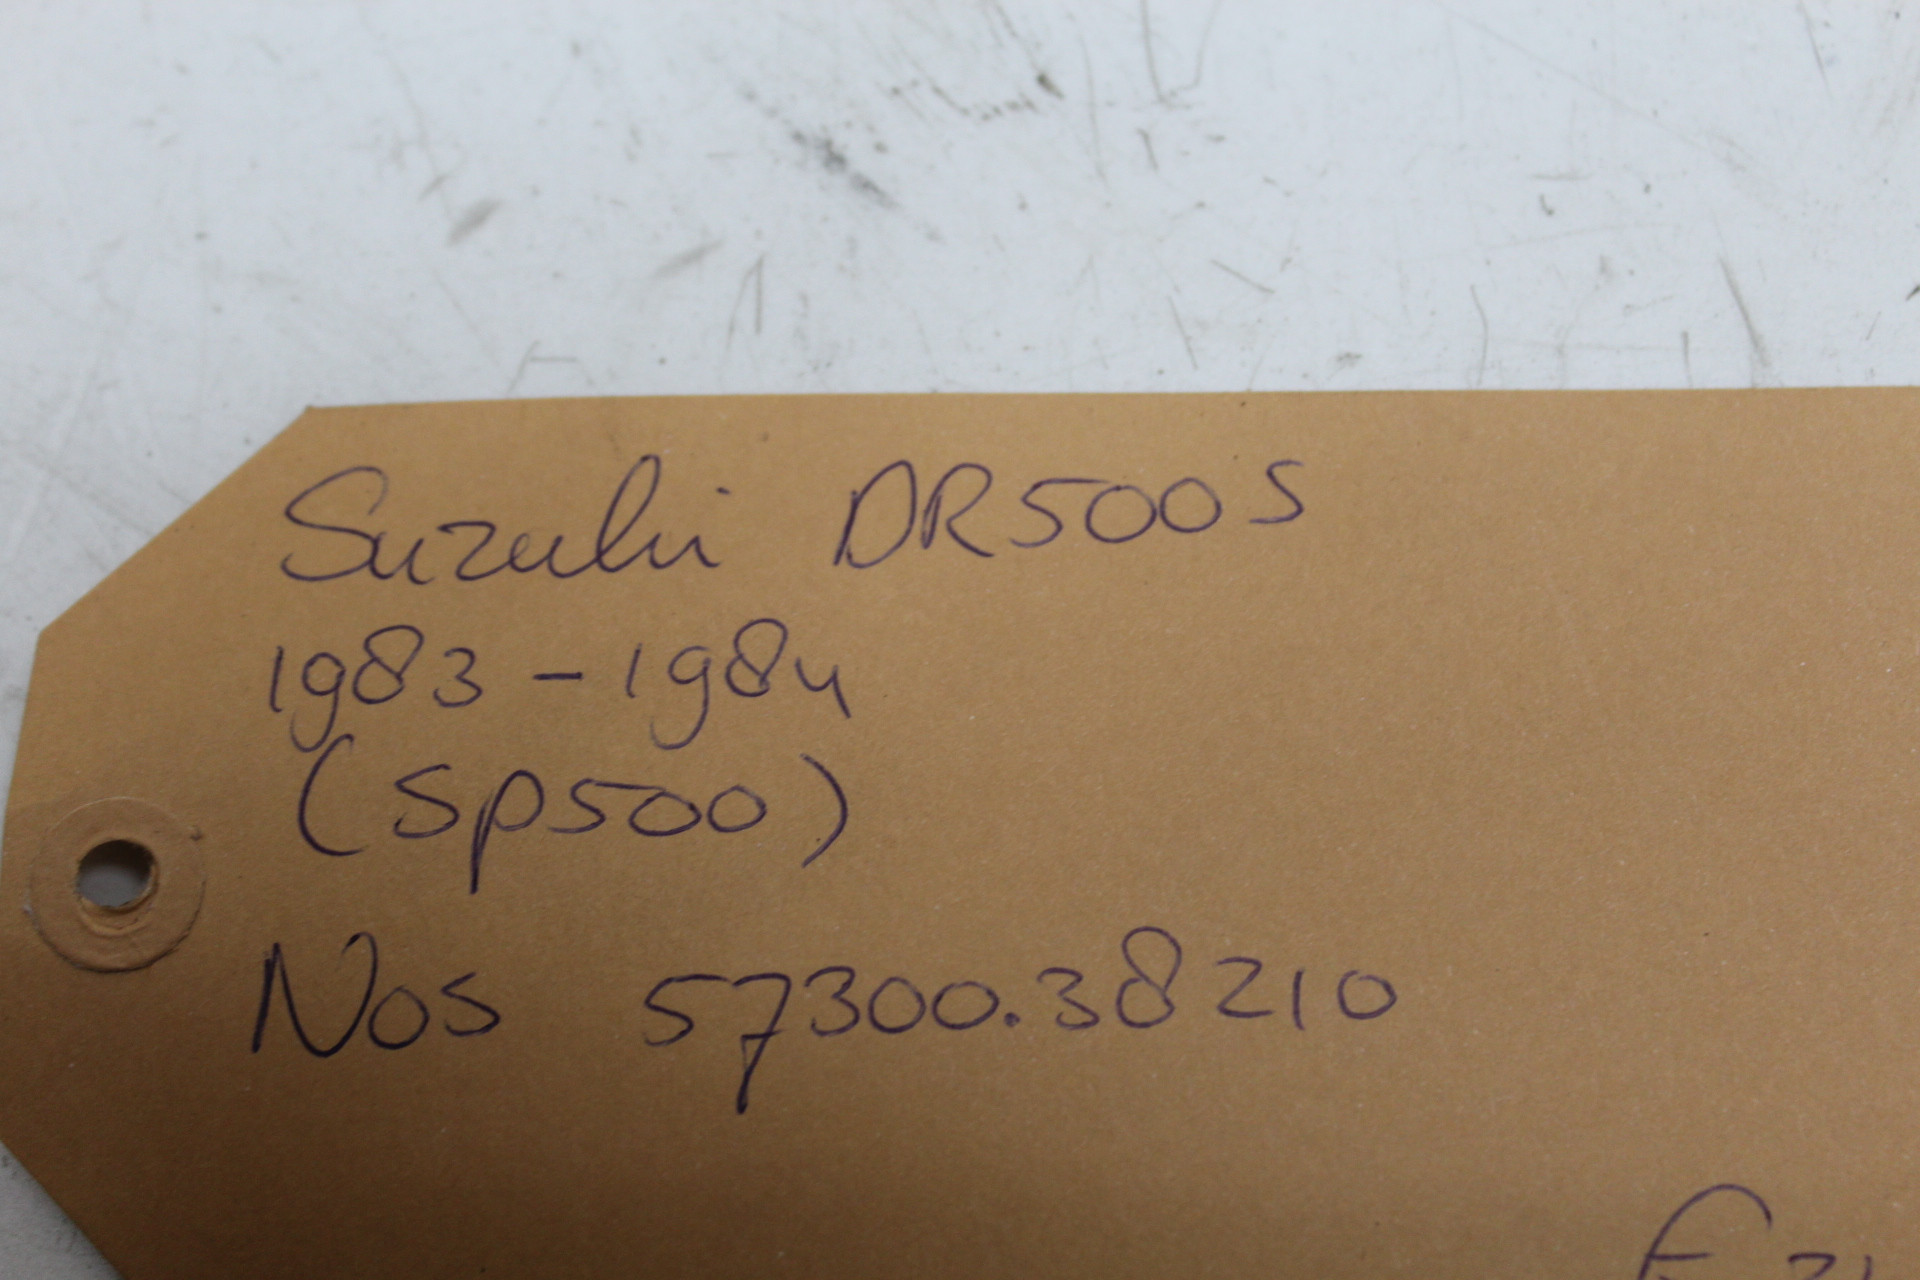 Suzuki DR500S
1983-1984
(SP500)
NOS 57300.38210